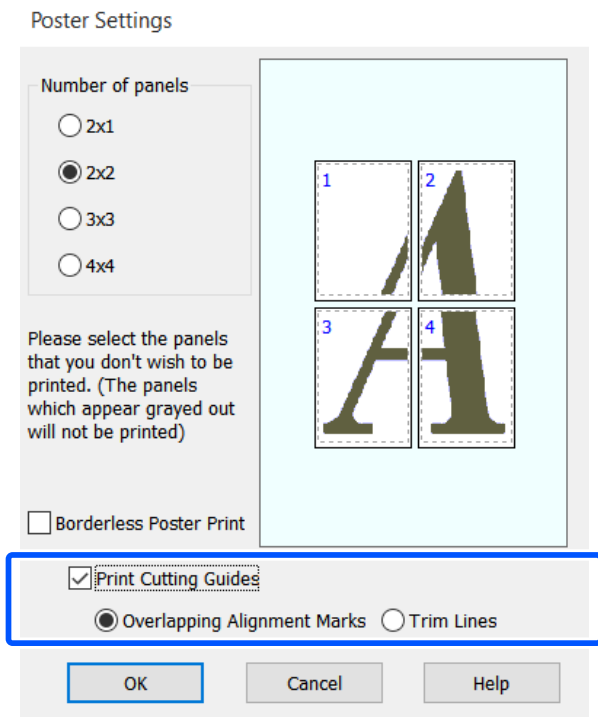 Poster Settings
Number of panels
2x1
2x2
3x3
4x4
1
2
3
4
Please select the panels
that you don't wish to be
printed. (The panels
which appear grayed out
will not be printed)
Borderless Poster Print
Print Cutting Guides
Overlapping Alignment Marks Trim Lines
OK Cancel Help